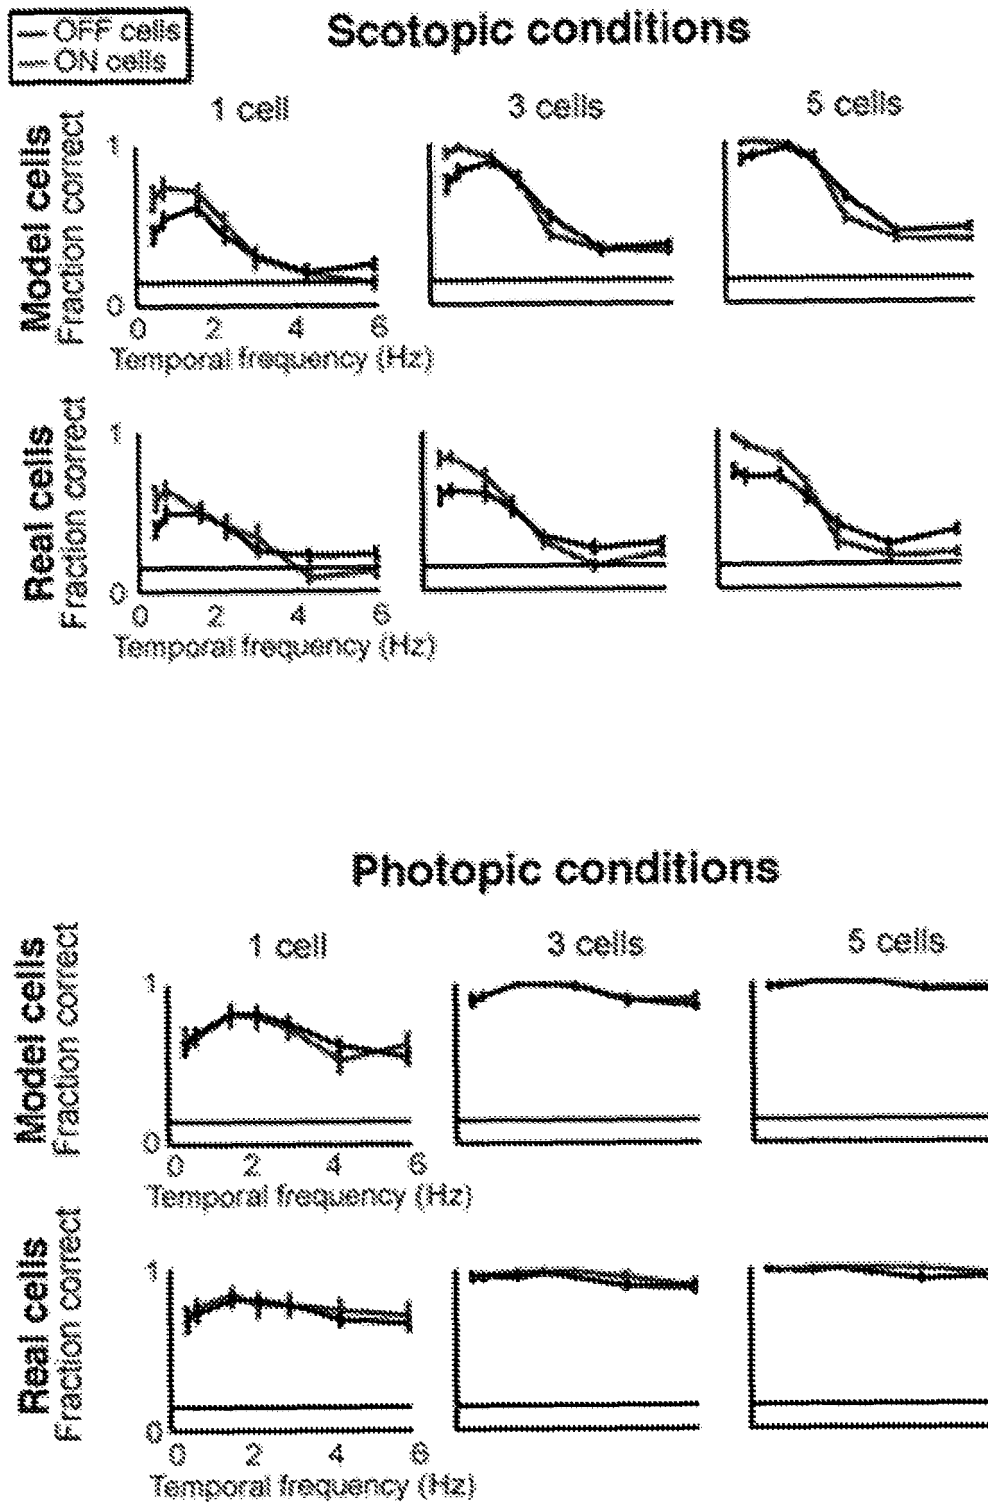 — OFF cells
— ON cells
Scotopic conditions
1 cell
3 cells
5 cells
Model cells
Fraction correct
1
0
0 2 4 6
Temporal frequency (Hz)
Real cells
Fraction correct
1
0
0 2 4 6
Temporal frequency (Hz)
Photopic conditions
1 cell
3 cells
5 cells
Model cells
Fraction correct
1
0
0 2 4 6
Temporal frequency (Hz)
Real cells
Fraction correct
1
0
0 2 4 6
Temporal frequency (Hz)